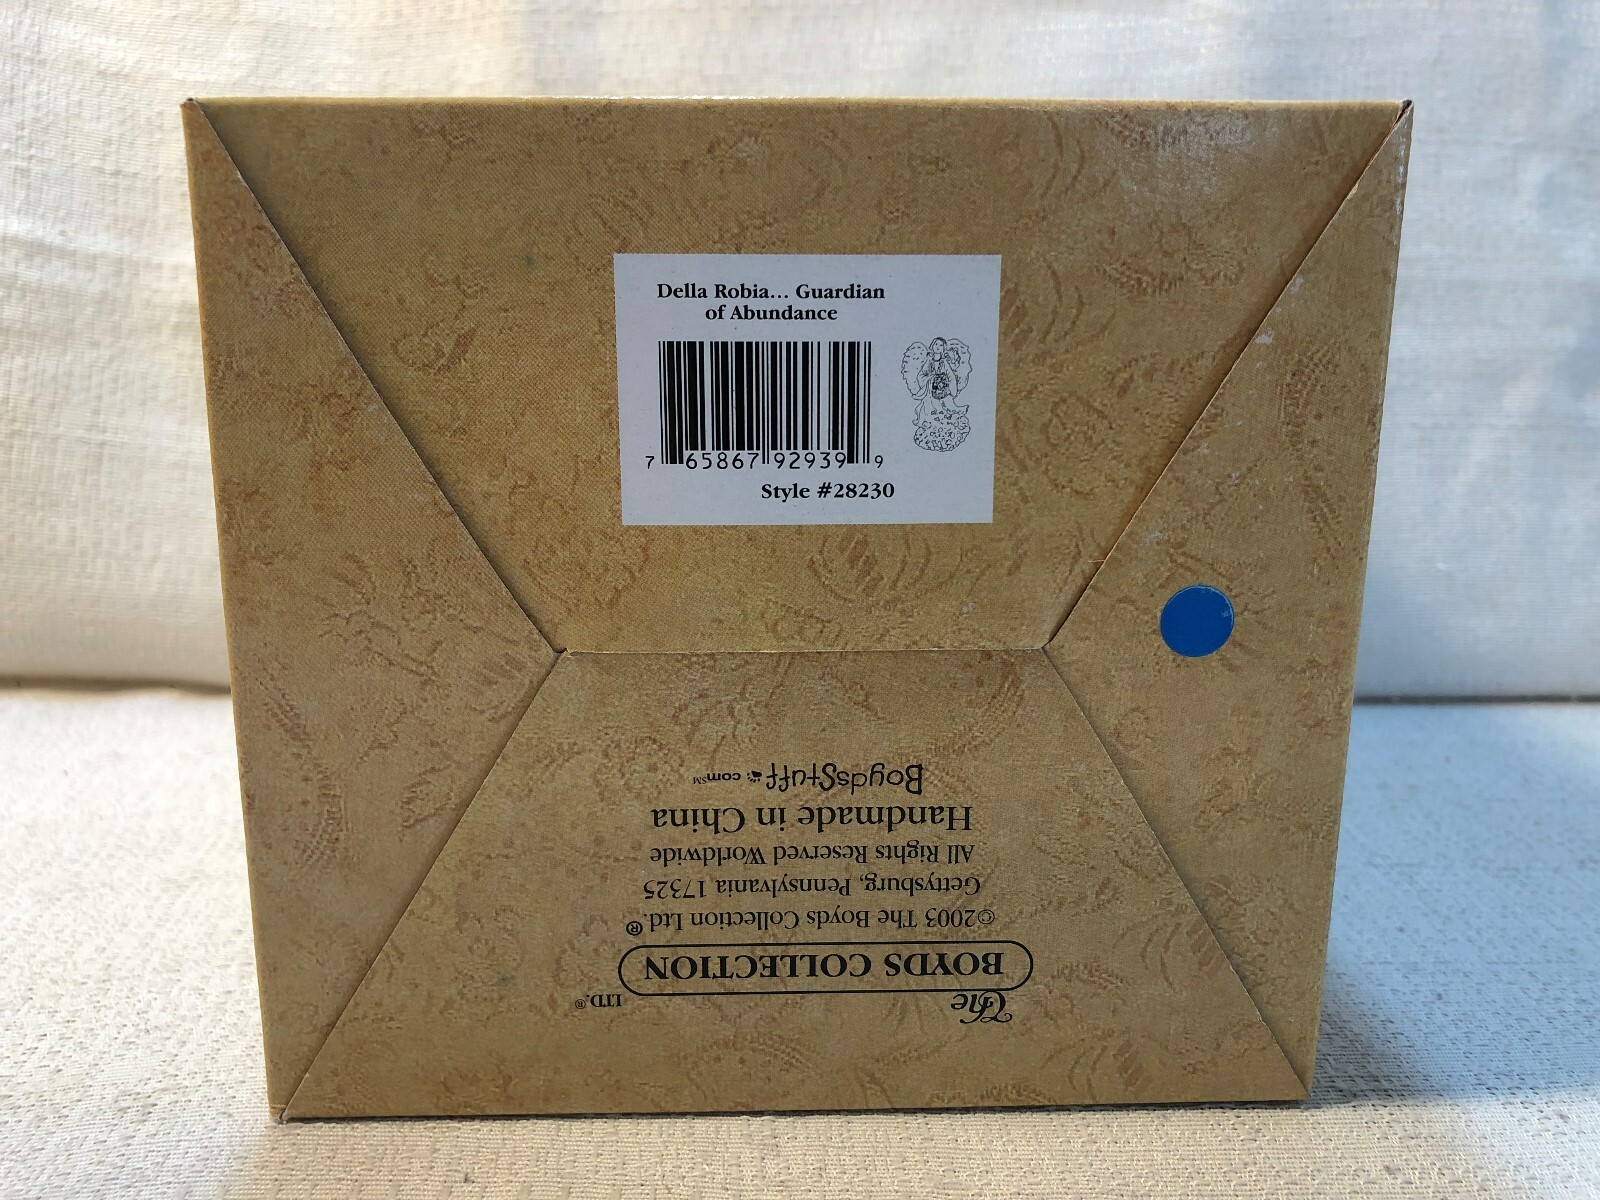 Della Robia... Guardian
of Abundance
7 65867 92939 9
Style #28230
The
BOYDS COLLECTION
LTD.®
©2003 The Boyds Collection Ltd.®
Gettysburg, Pennsylvania 17325
All Rights Reserved Worldwide
Handmade in China
BoydsStuff.com℠